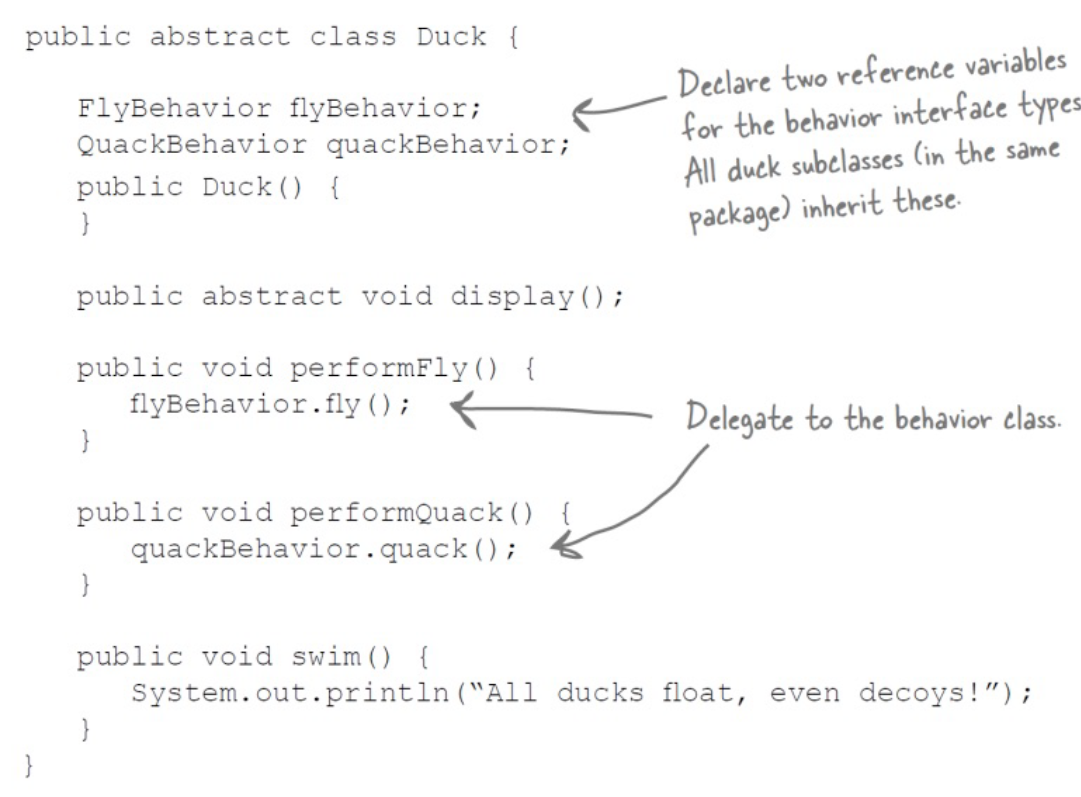 public abstract class Duck {
FlyBehavior flyBehavior;
QuackBehavior quackBehavior;
public Duck() {
}
Declare two reference variables
for the behavior interface types
All duck subclasses (in the same
package) inherit these.
public abstract void display();
public void performFly() {
flyBehavior.fly();
}
Delegate to the behavior class.
public void performQuack() {
quackBehavior.quack();
}
public void swim() {
System.out.println(“All ducks float, even decoys!”);
}
}